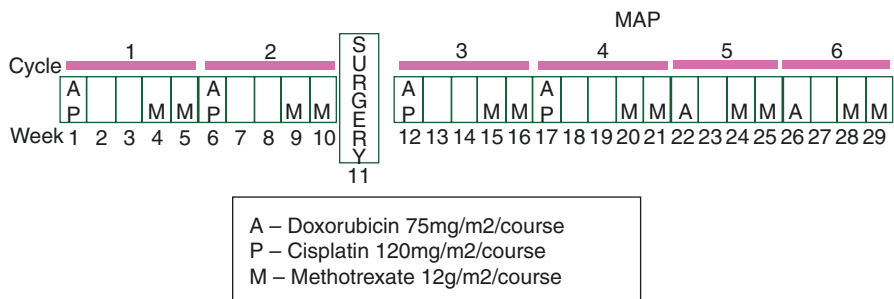 MAP
Cycle 1 2 3 4 5 6
A A SURGERY A A
P M M P M M P M M P M M A M M A M M
Week 1 2 3 4 5 6 7 8 9 10 11 12 13 14 15 16 17 18 19 20 21 22 23 24 25 26 27 28 29
A – Doxorubicin 75mg/m2/course
P – Cisplatin 120mg/m2/course
M – Methotrexate 12g/m2/course